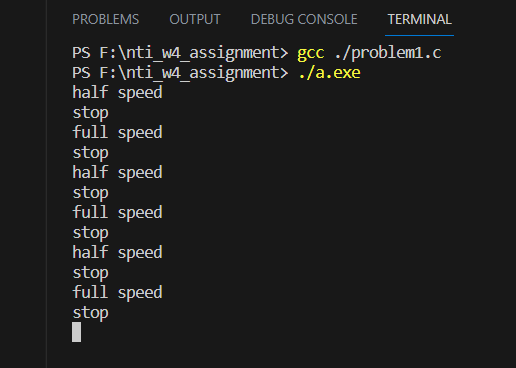 PROBLEMS OUTPUT DEBUG CONSOLE TERMINAL
PS F:\nti_w4_assignment> gcc ./problem1.c
PS F:\nti_w4_assignment> ./a.exe
half speed
stop
full speed
stop
half speed
stop
full speed
stop
half speed
stop
full speed
stop